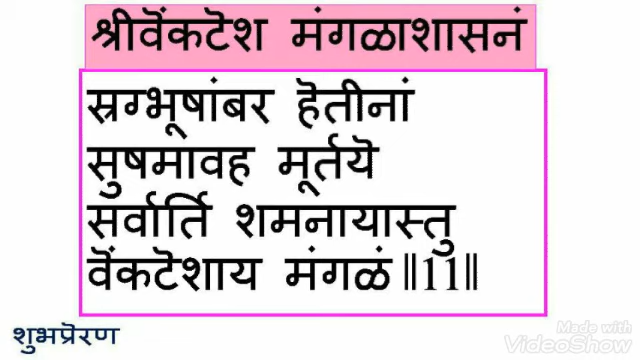 श्रीवॆंकटॆश मंगळाशासनं
स्रग्भूषांबर हॆतीनां
सुषमावह मूर्तयॆ
सर्वार्ति शमनायास्तु
वॆंकटॆशाय मंगळं ॥11॥
शुभप्रॆरण
Made with
VideoShow